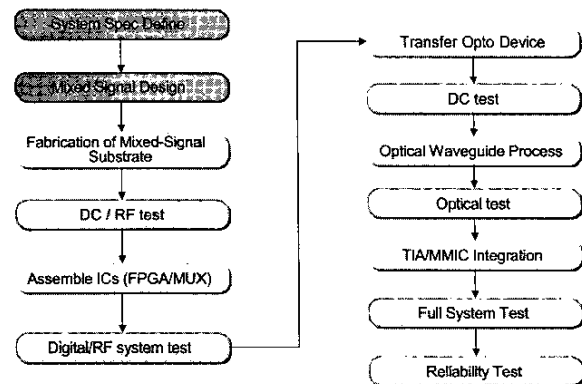 System Spec Define
Mixed Signal Design
Fabrication of Mixed-Signal
Substrate
DC / RF test
Assemble ICs (FPGA/MUX)
Digital/RF system test
Transfer Opto Device
DC test
Optical Waveguide Process
Optical test
TIA/MMIC Integration
Full System Test
Reliability Test